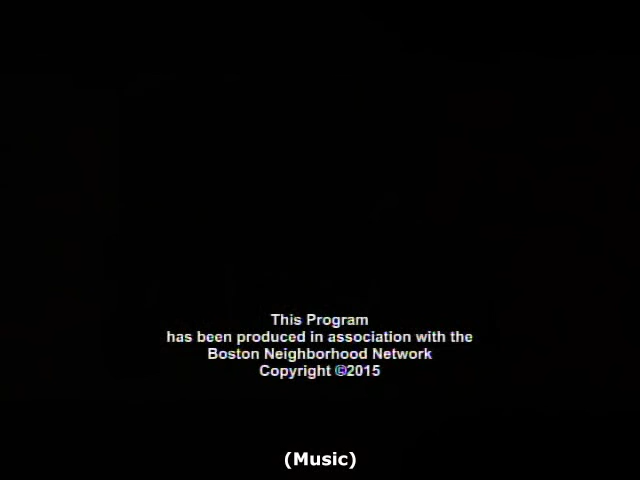 This Program
has been produced in association with the
Boston Neighborhood Network
Copyright ©2015
(Music)